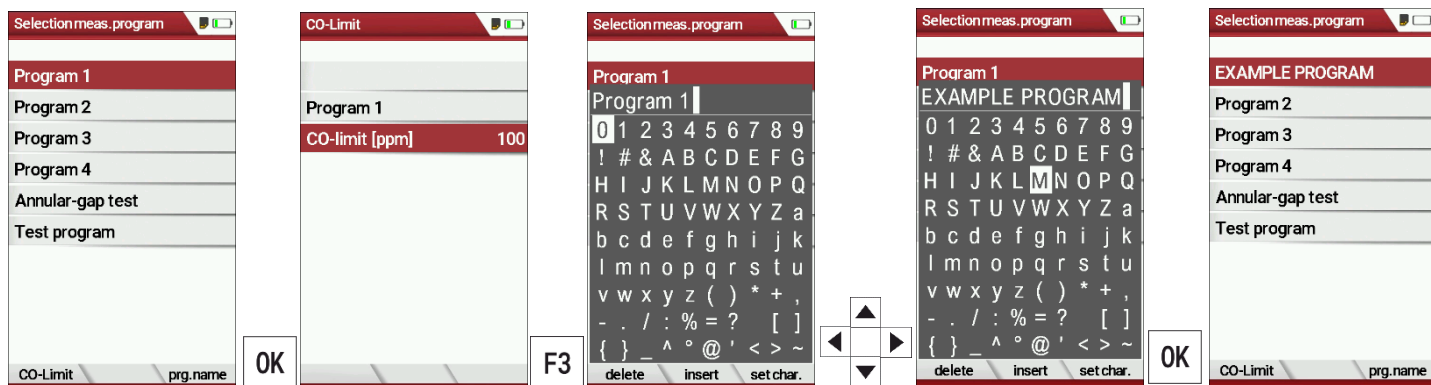 Selection meas.program
Program 1
Program 2
Program 3
Program 4
Annular-gap test
Test program
CO-Limit prg.name
OK
CO-Limit
Program 1
CO-limit [ppm] 100
F3
Selection meas.program
Program 1
Program 1
0 1 2 3 4 5 6 7 8 9
! # & A B C D E F G
H I J K L M N O P Q
R S T U V W X Y Z a
b c d e f g h i j k
l m n o p q r s t u
v w x y z ( ) * + ,
- . / : % = ? [ ]
{ } _ ^ ° @ ' < > ~
delete insert set char.
Selection meas.program
Program 1
EXAMPLE PROGRAM
0 1 2 3 4 5 6 7 8 9
! # & A B C D E F G
H I J K L M N O P Q
R S T U V W X Y Z a
b c d e f g h i j k
l m n o p q r s t u
v w x y z ( ) * + ,
- . / : % = ? [ ]
{ } _ ^ ° @ ' < > ~
delete insert set char.
OK
Selection meas.program
EXAMPLE PROGRAM
Program 2
Program 3
Program 4
Annular-gap test
Test program
CO-Limit prg.name